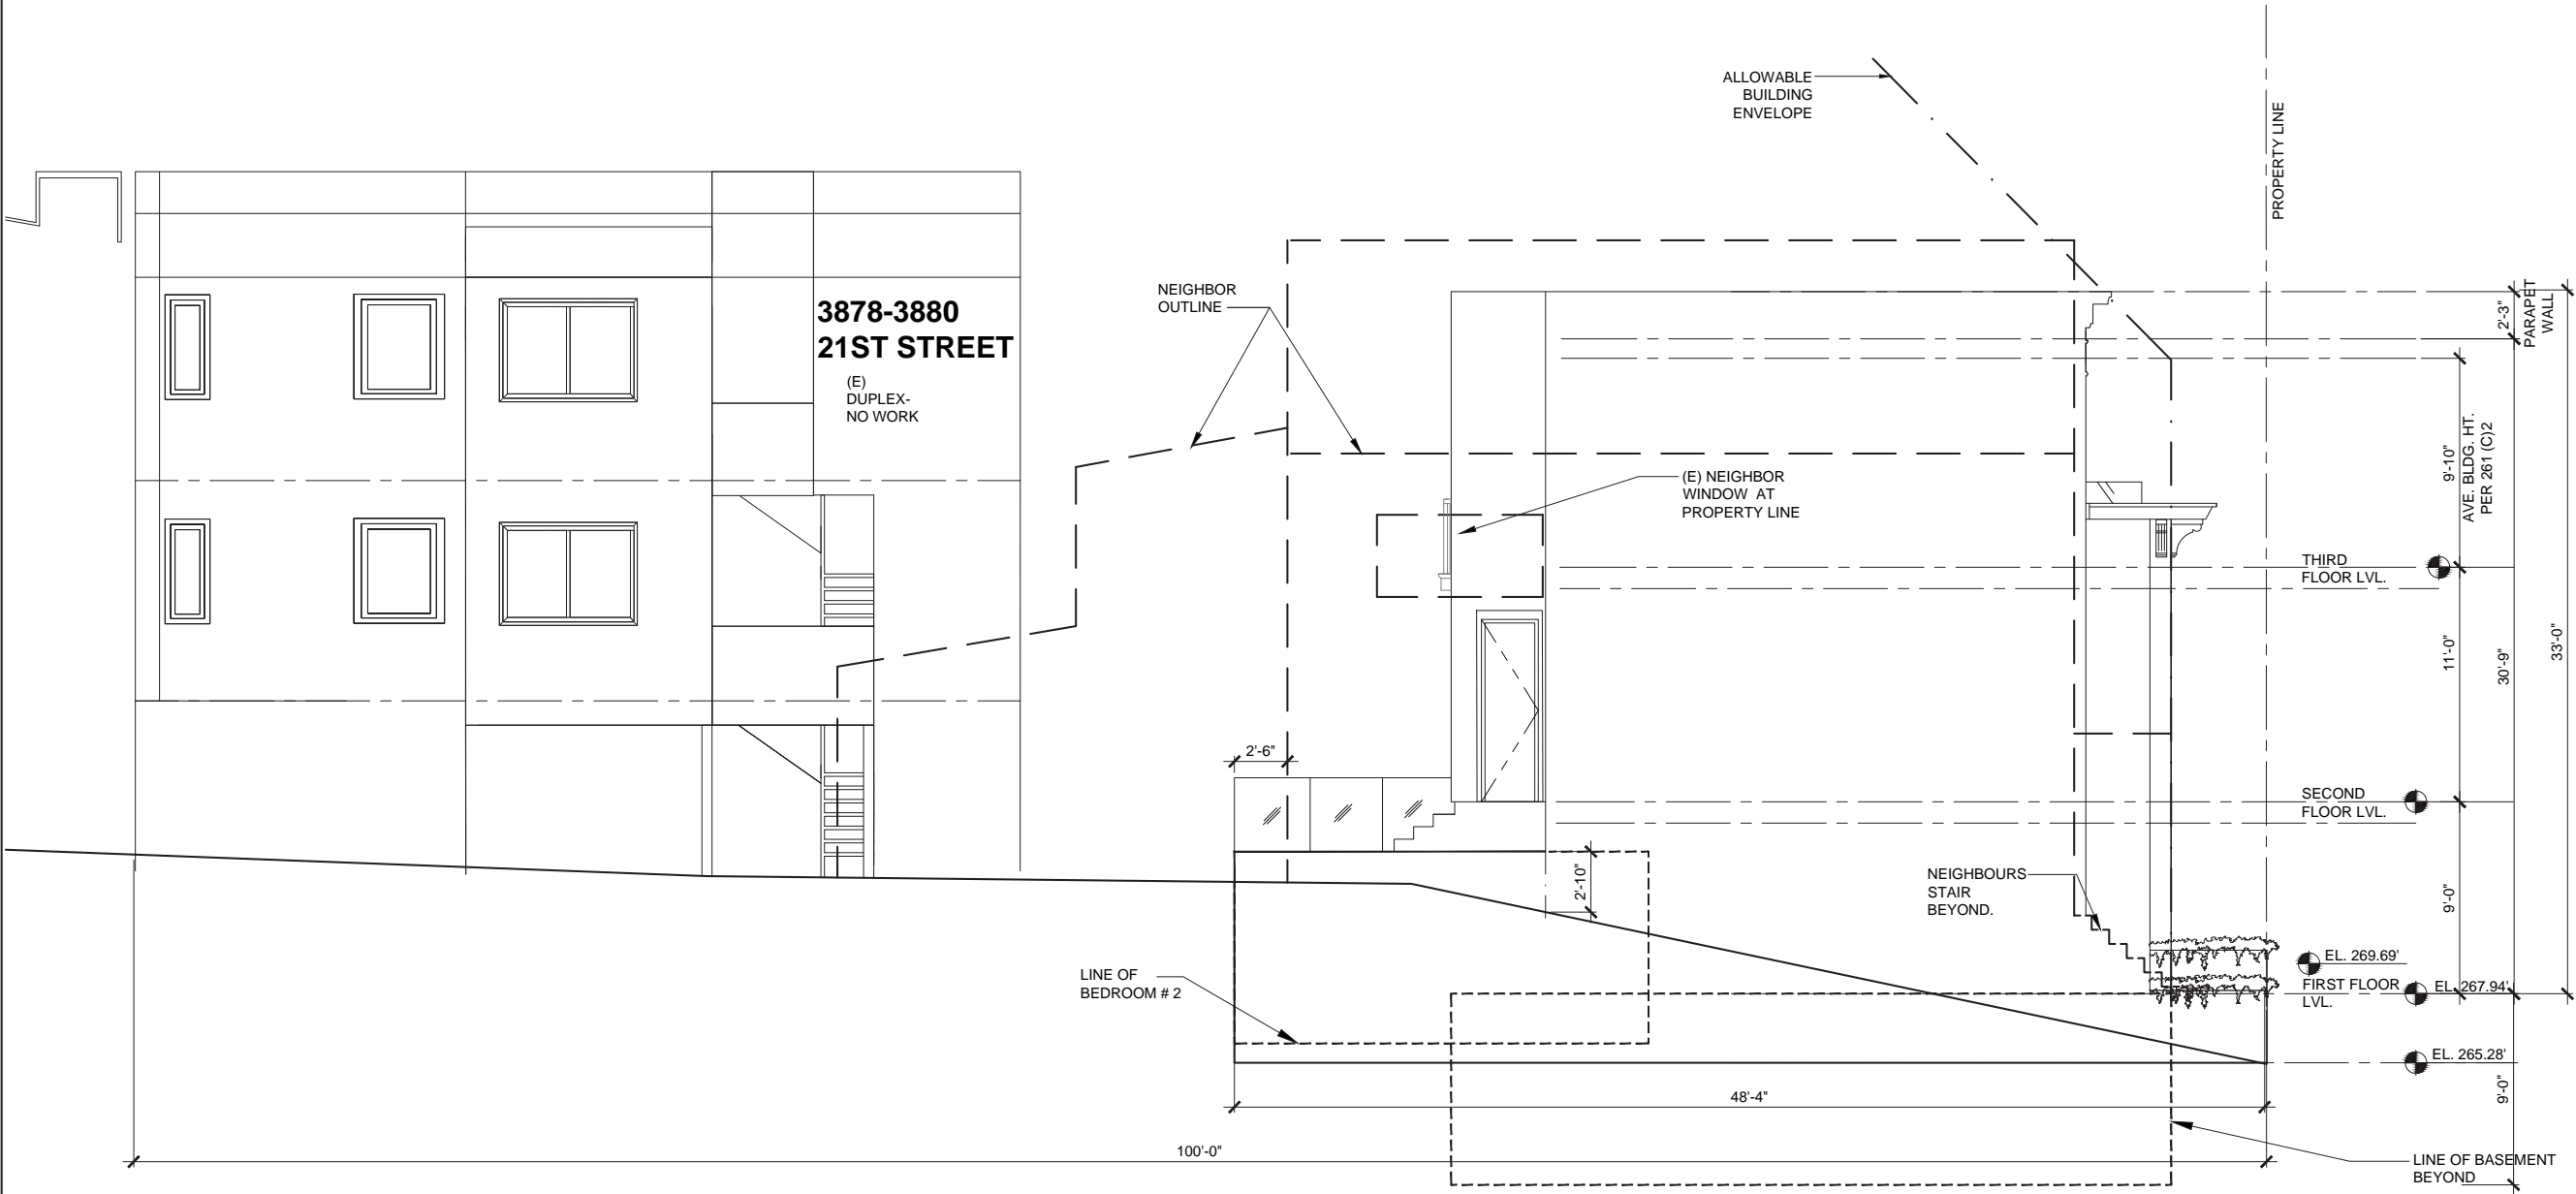 ALLOWABLE
BUILDING
ENVELOPE
PROPERTY LINE
NEIGHBOR
OUTLINE
3878-3880
21ST STREET
(E)
DUPLEX-
NO WORK
2'-3"
PARAPET
WALL
(E) NEIGHBOR
WINDOW AT
PROPERTY LINE
9'-10"
AVE. BLDG. HT.
PER 261 (C)2
THIRD
FLOOR LVL.
11'-0"
30'-9"
33'-0"
2'-6"
SECOND
FLOOR LVL.
2'-10"
NEIGHBOURS
STAIR
BEYOND.
9'-0"
EL. 269.69'
FIRST FLOOR
LVL.
EL. 267.94'
LINE OF
BEDROOM # 2
EL. 265.28'
48'-4"
9'-0"
100'-0"
LINE OF BASEMENT
BEYOND